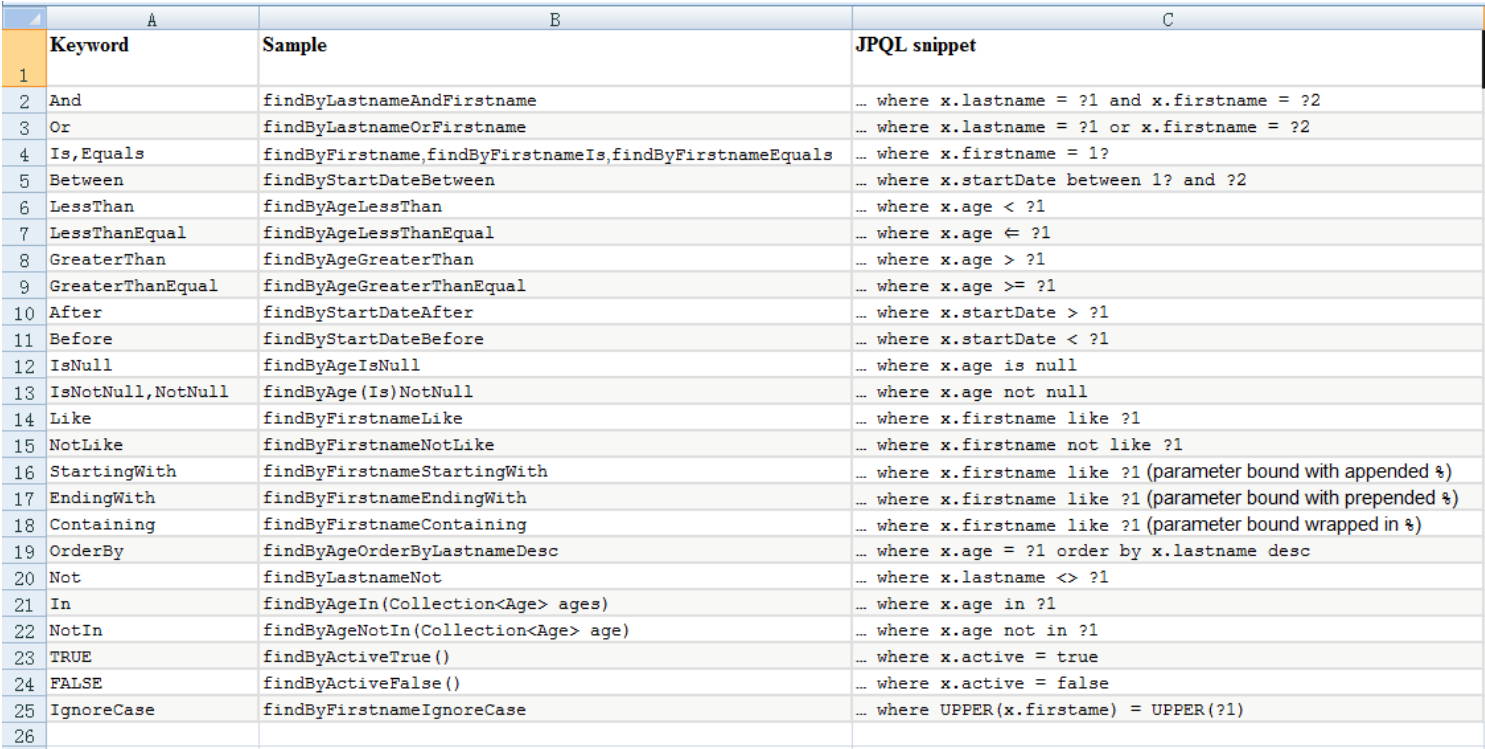 A B C
1 Keyword Sample JPQL snippet
2 And findByLastnameAndFirstname … where x.lastname = ?1 and x.firstname = ?2
3 Or findByLastnameOrFirstname … where x.lastname = ?1 or x.firstname = ?2
4 Is,Equals findByFirstname,findByFirstnameIs,findByFirstnameEquals … where x.firstname = 1?
5 Between findByStartDateBetween … where x.startDate between 1? and ?2
6 LessThan findByAgeLessThan … where x.age < ?1
7 LessThanEqual findByAgeLessThanEqual … where x.age ⇐ ?1
8 GreaterThan findByAgeGreaterThan … where x.age > ?1
9 GreaterThanEqual findByAgeGreaterThanEqual … where x.age >= ?1
10 After findByStartDateAfter … where x.startDate > ?1
11 Before findByStartDateBefore … where x.startDate < ?1
12 IsNull findByAgeIsNull … where x.age is null
13 IsNotNull,NotNull findByAge(Is)NotNull … where x.age not null
14 Like findByFirstnameLike … where x.firstname like ?1
15 NotLike findByFirstnameNotLike … where x.firstname not like ?1
16 StartingWith findByFirstnameStartingWith … where x.firstname like ?1 (parameter bound with appended %)
17 EndingWith findByFirstnameEndingWith … where x.firstname like ?1 (parameter bound with prepended %)
18 Containing findByFirstnameContaining … where x.firstname like ?1 (parameter bound wrapped in %)
19 OrderBy findByAgeOrderByLastnameDesc … where x.age = ?1 order by x.lastname desc
20 Not findByLastnameNot … where x.lastname <> ?1
21 In findByAgeIn(Collection<Age> ages) … where x.age in ?1
22 NotIn findByAgeNotIn(Collection<Age> age) … where x.age not in ?1
23 TRUE findByActiveTrue() … where x.active = true
24 FALSE findByActiveFalse() … where x.active = false
25 IgnoreCase findByFirstnameIgnoreCase … where UPPER(x.firstame) = UPPER(?1)
26